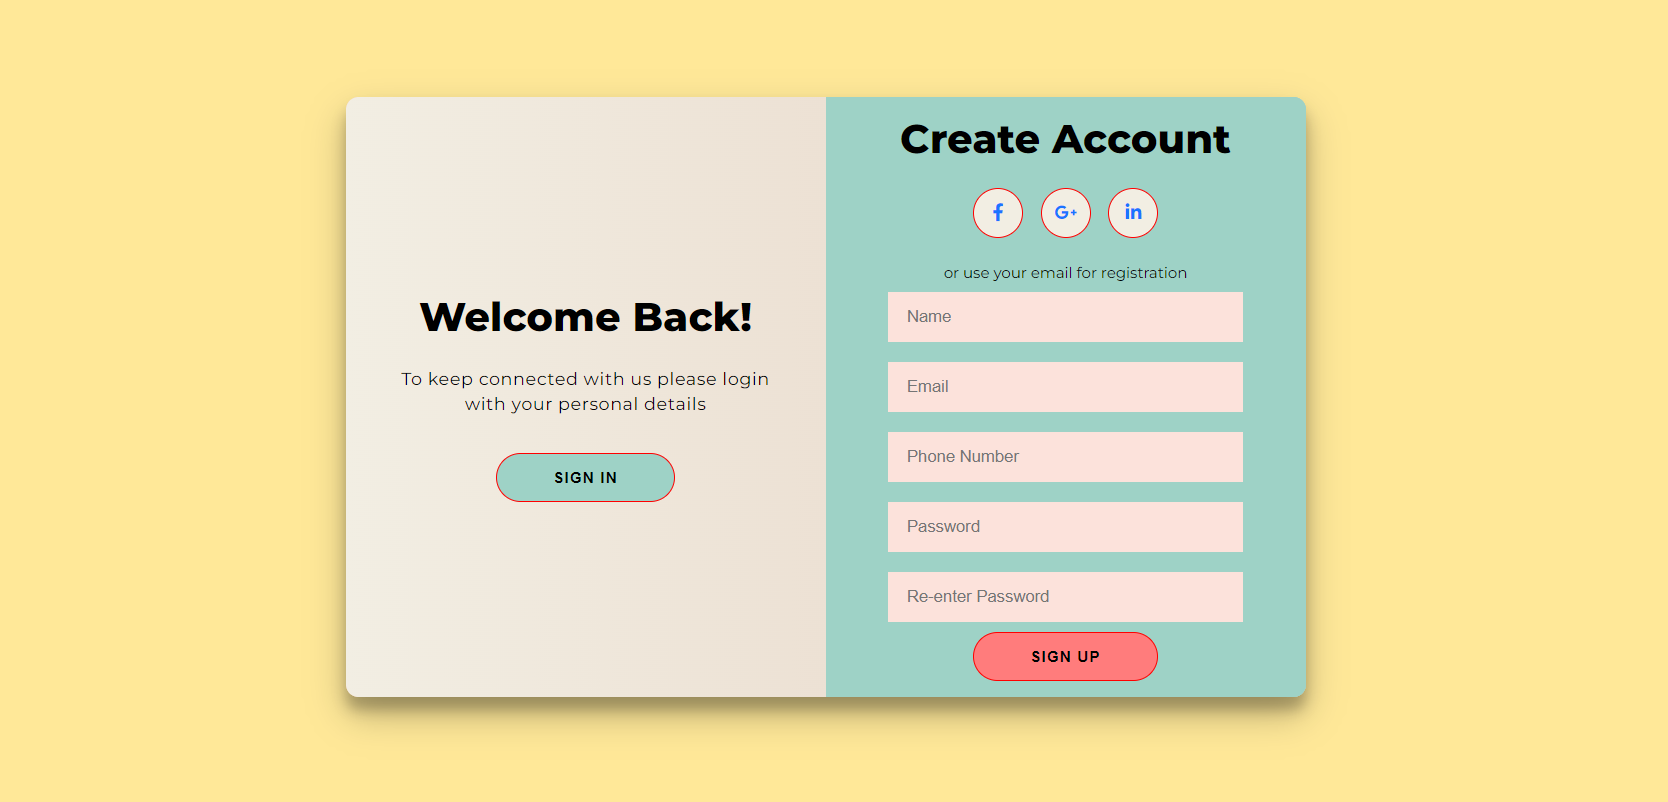 Welcome Back!
To keep connected with us please login
with your personal details
SIGN IN
Create Account
f
G+
in
or use your email for registration
Name
Email
Phone Number
Password
Re-enter Password
SIGN UP